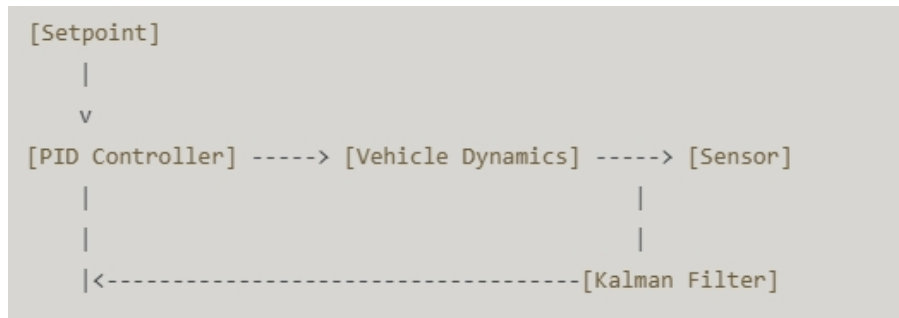 [Setpoint]
    |
    v
[PID Controller] -----> [Vehicle Dynamics] -----> [Sensor]
    |                                         |
    |                                         |
    |<------------------------------------[Kalman Filter]